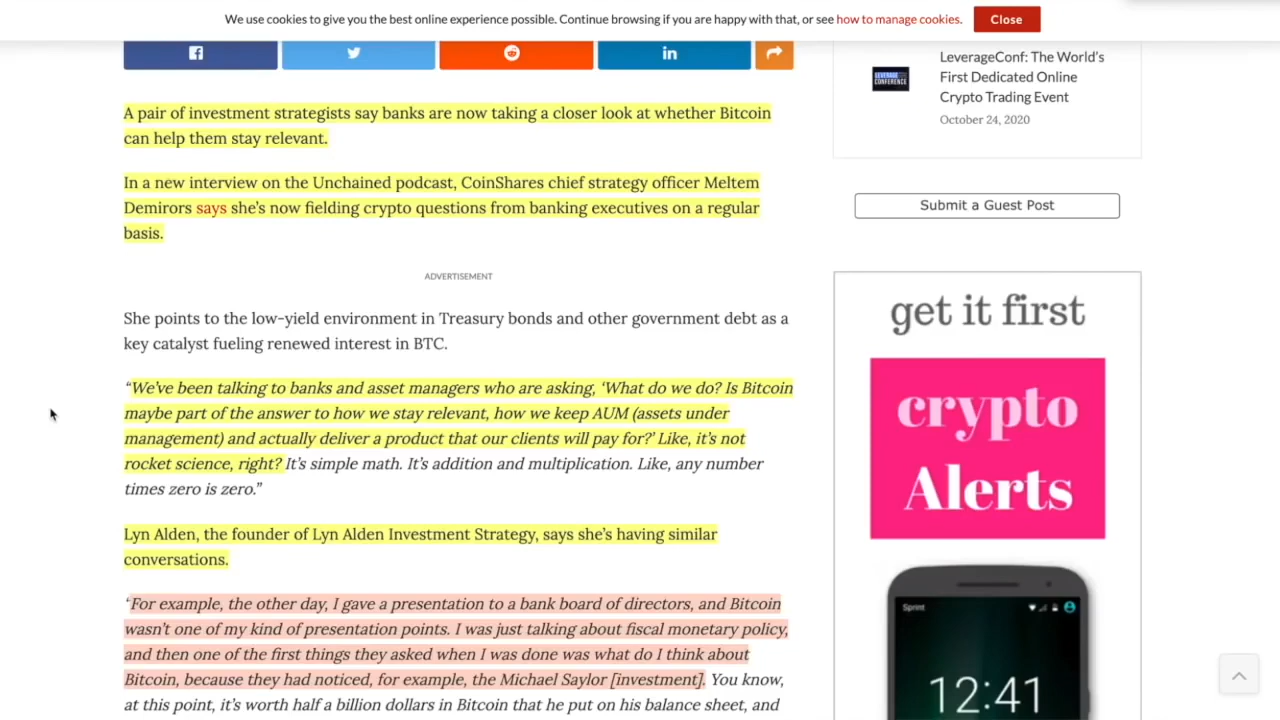 We use cookies to give you the best online experience possible. Continue browsing if you are happy with that, or see how to manage cookies.
Close
A pair of investment strategists say banks are now taking a closer look at whether Bitcoin
can help them stay relevant.
In a new interview on the Unchained podcast, CoinShares chief strategy officer Meltem
Demirors says she’s now fielding crypto questions from banking executives on a regular
basis.
ADVERTISEMENT
She points to the low-yield environment in Treasury bonds and other government debt as a
key catalyst fueling renewed interest in BTC.
“We’ve been talking to banks and asset managers who are asking, ‘What do we do? Is Bitcoin
maybe part of the answer to how we stay relevant, how we keep AUM (assets under
management) and actually deliver a product that our clients will pay for?’ Like, it’s not
rocket science, right? It’s simple math. It’s addition and multiplication. Like, any number
times zero is zero.”
Lyn Alden, the founder of Lyn Alden Investment Strategy, says she’s having similar
conversations.
‘For example, the other day, I gave a presentation to a bank board of directors, and Bitcoin
wasn’t one of my kind of presentation points. I was just talking about fiscal monetary policy,
and then one of the first things they asked when I was done was what do I think about
Bitcoin, because they had noticed, for example, the Michael Saylor [investment]. You know,
at this point, it’s worth half a billion dollars in Bitcoin that he put on his balance sheet, and
LEVERAGE
CONFERENCE
LeverageConf: The World’s
First Dedicated Online
Crypto Trading Event
October 24, 2020
Submit a Guest Post
get it first
crypto
Alerts
Sprint
12:41